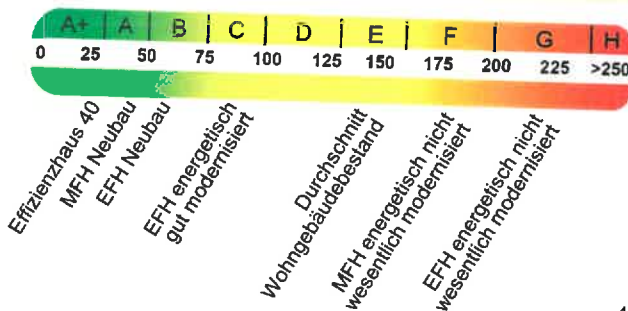 A+ A B C D E F G H
0 25 50 75 100 125 150 175 200 225 >250
Effizienzhaus 40
MFH Neubau
EFH Neubau
EFH energetisch
gut modernisiert
Durchschnitt
Wohngebäudebestand
MFH energetisch nicht
wesentlich modernisiert
EFH energetisch nicht
wesentlich modernisiert